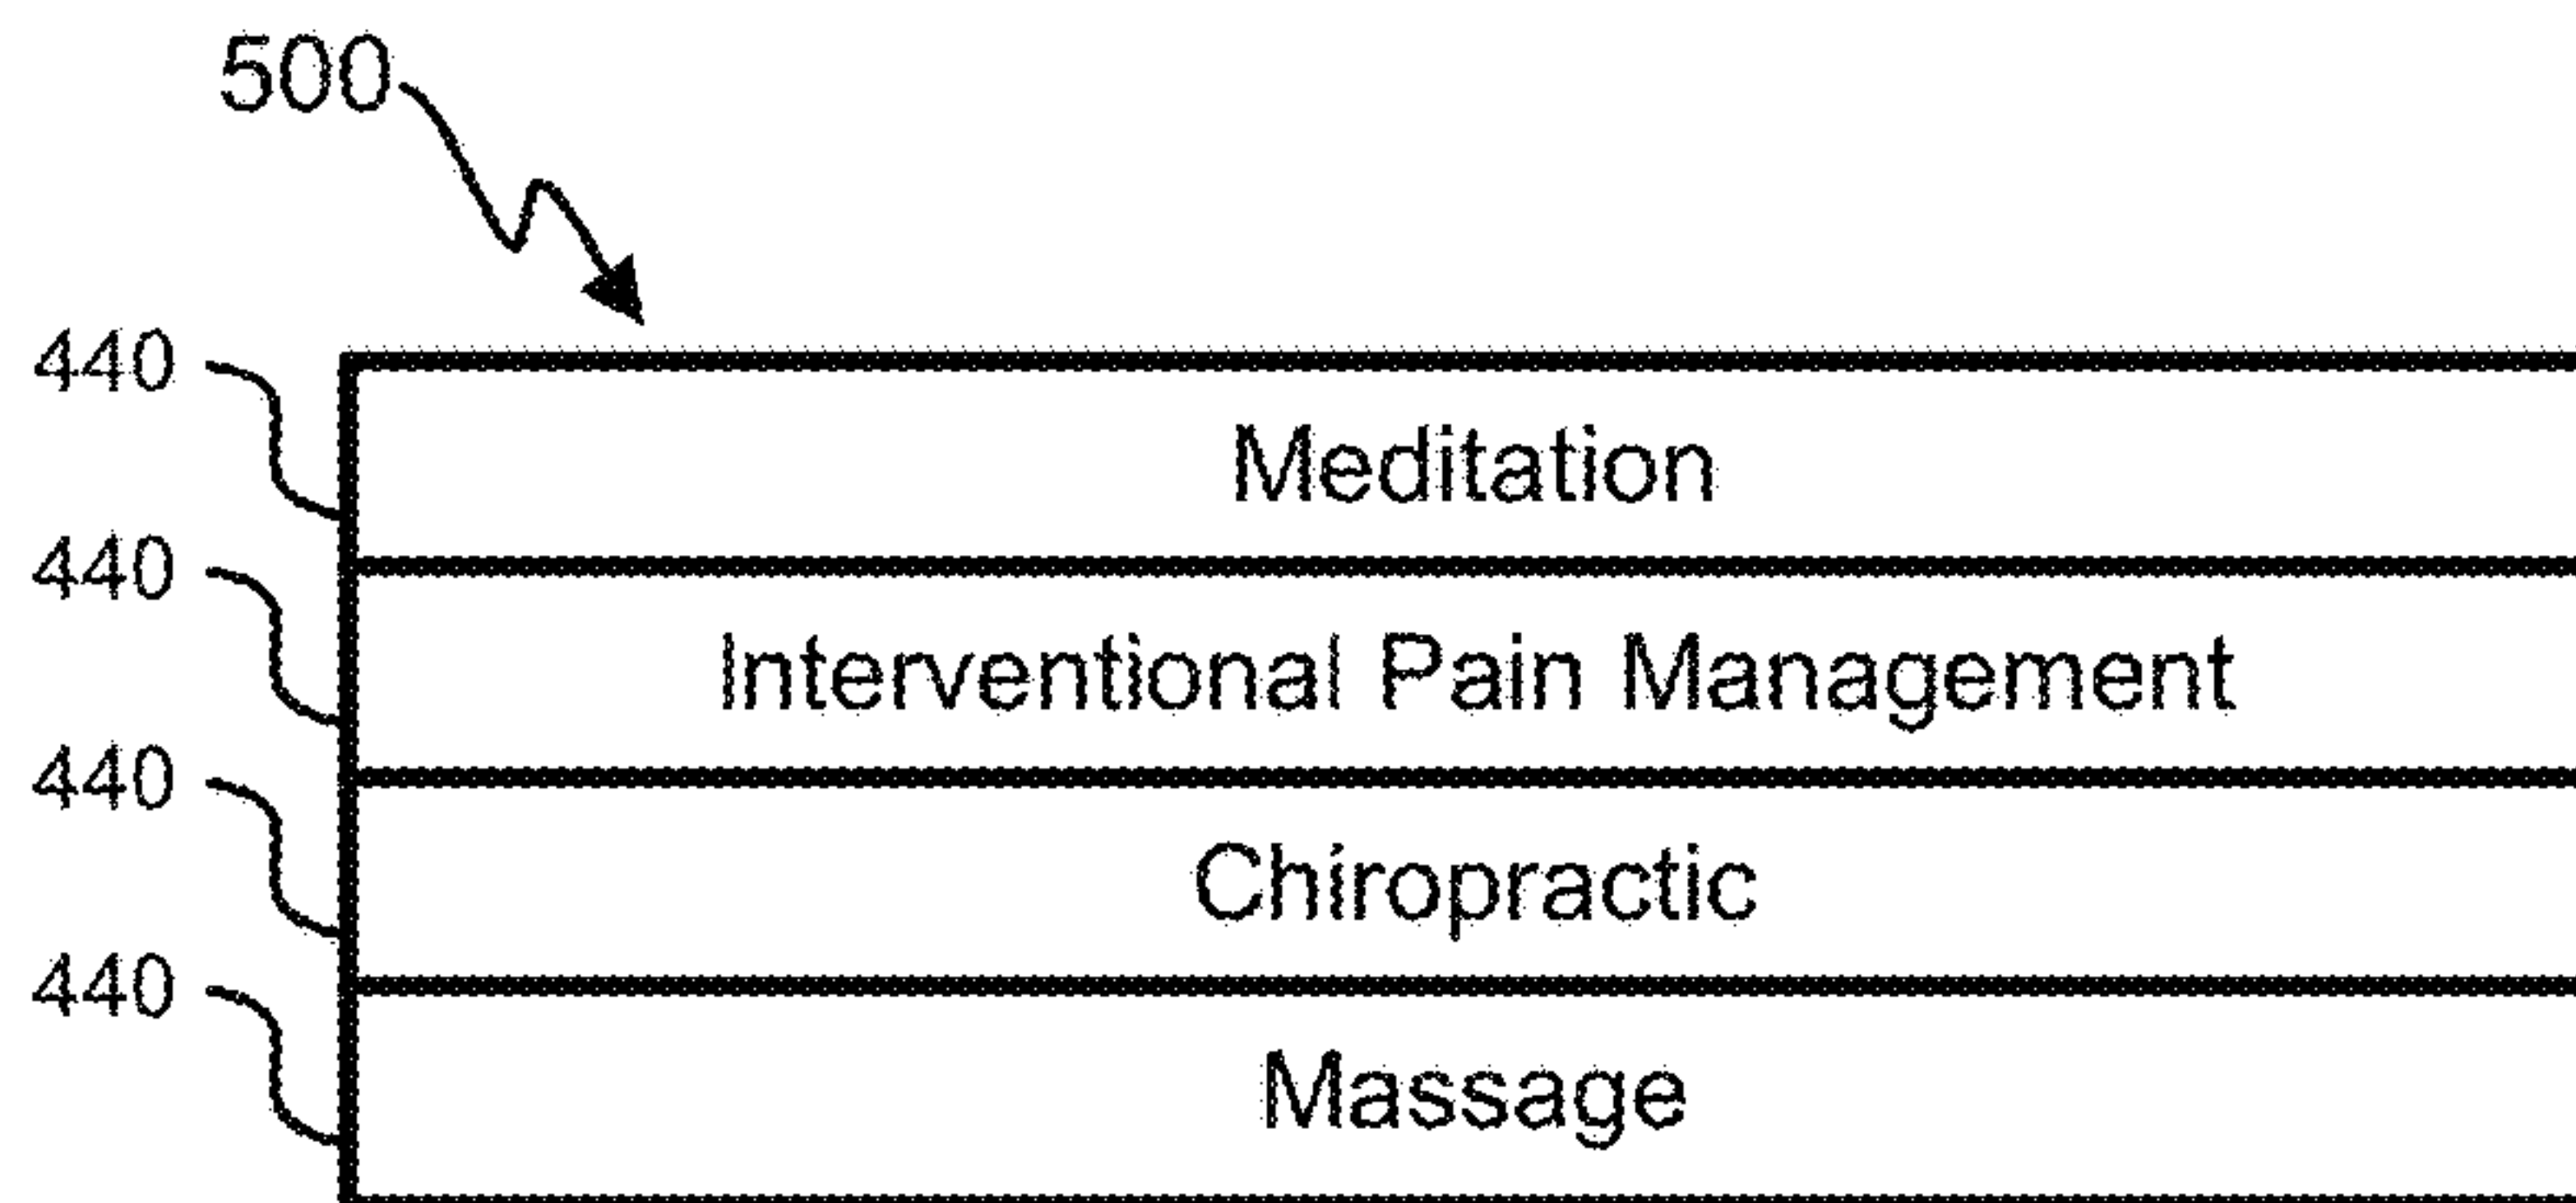 500
440
Meditation
440
Interventional Pain Management
440
Chiropractic
440
Massage